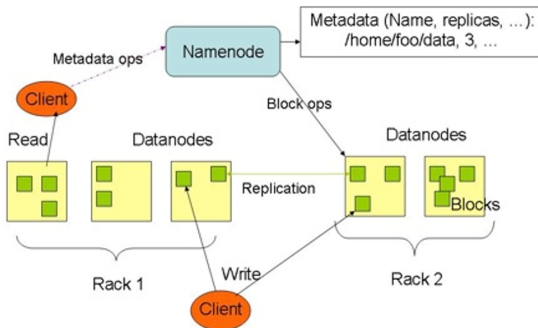 Metadata (Name, replicas, ...):
/home/foo/data, 3, ...
Namenode
Metadata ops
Client
Block ops
Read
Datanodes
Datanodes
Replication
Blocks
Rack 1
Write
Rack 2
Client